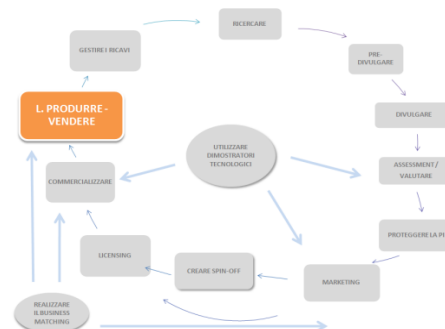 RICERCARE
GESTIRE I RICAVI
PRE-
DIVULGARE
L. PRODURRE -
VENDERE
DIVULGARE
UTILIZZARE
DIMOSTRATORI
TECNOLOGICI
ASSESSMENT /
VALUTARE
COMMERCIALIZZARE
PROTEGGERE LA PI
LICENSING
CREARE SPIN-OFF
MARKETING
REALIZZARE
IL BUSINESS
MATCHING